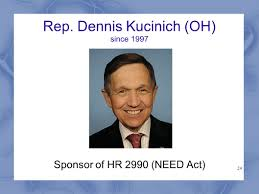 Rep. Dennis Kucinich (OH)
since 1997
Sponsor of HR 2990 (NEED Act)
24